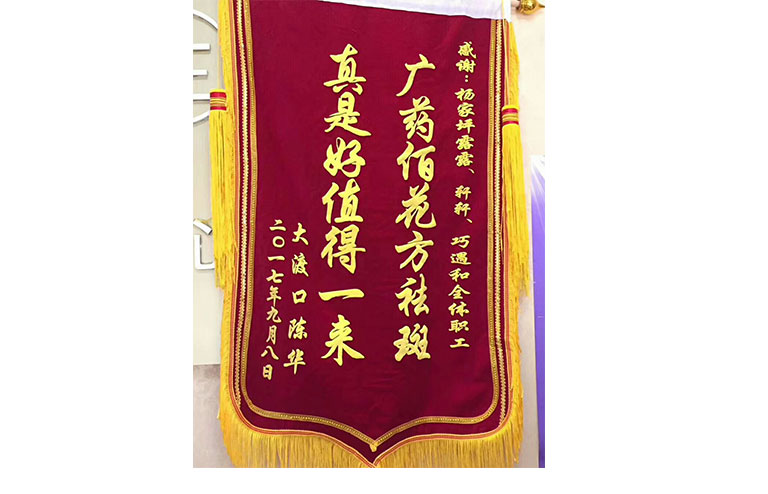 感谢：杨家坪露露、秆秆、巧遇和全体职工
广药佰花方祛斑
真是好值得一来
大渡口陈华
二〇一七年九月八日